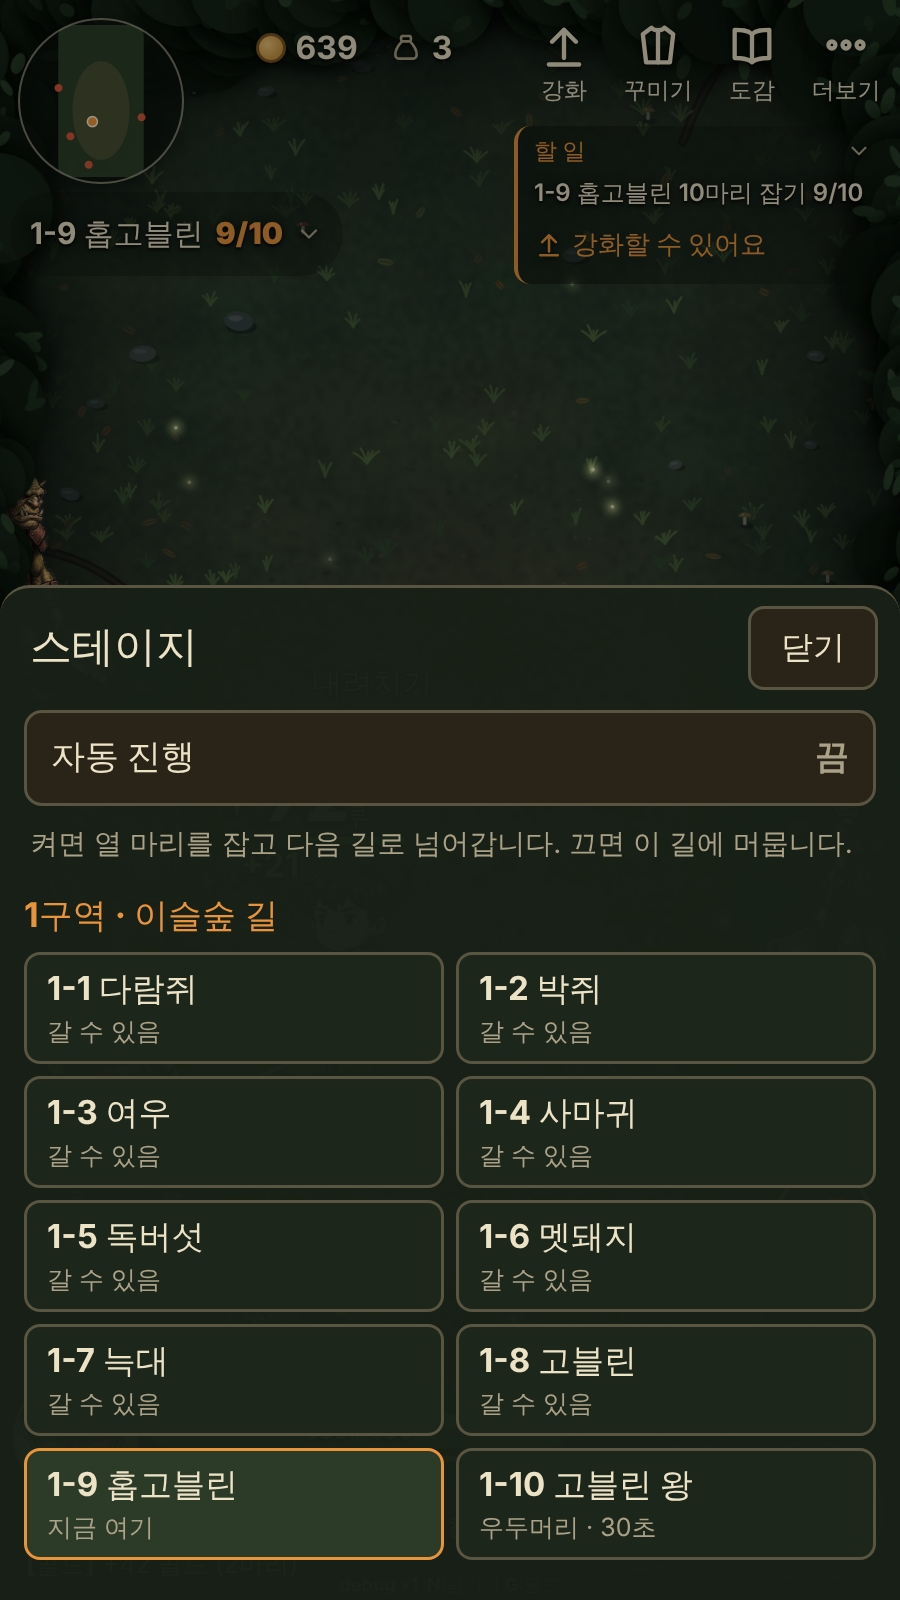 639 3
강화 꾸미기 도감 더보기
할 일
1-9 홉고블린 10마리 잡기 9/10
강화할 수 있어요
1-9 홉고블린 9/10
스테이지
닫기
자동 진행 끔
켜면 열 마리를 잡고 다음 길로 넘어갑니다. 끄면 이 길에 머뭅니다.
1구역 · 이슬숲 길
1-1 다람쥐
갈 수 있음
1-2 박쥐
갈 수 있음
1-3 여우
갈 수 있음
1-4 사마귀
갈 수 있음
1-5 독버섯
갈 수 있음
1-6 멧돼지
갈 수 있음
1-7 늑대
갈 수 있음
1-8 고블린
갈 수 있음
1-9 홉고블린
지금 여기
1-10 고블린 왕
우두머리 · 30초